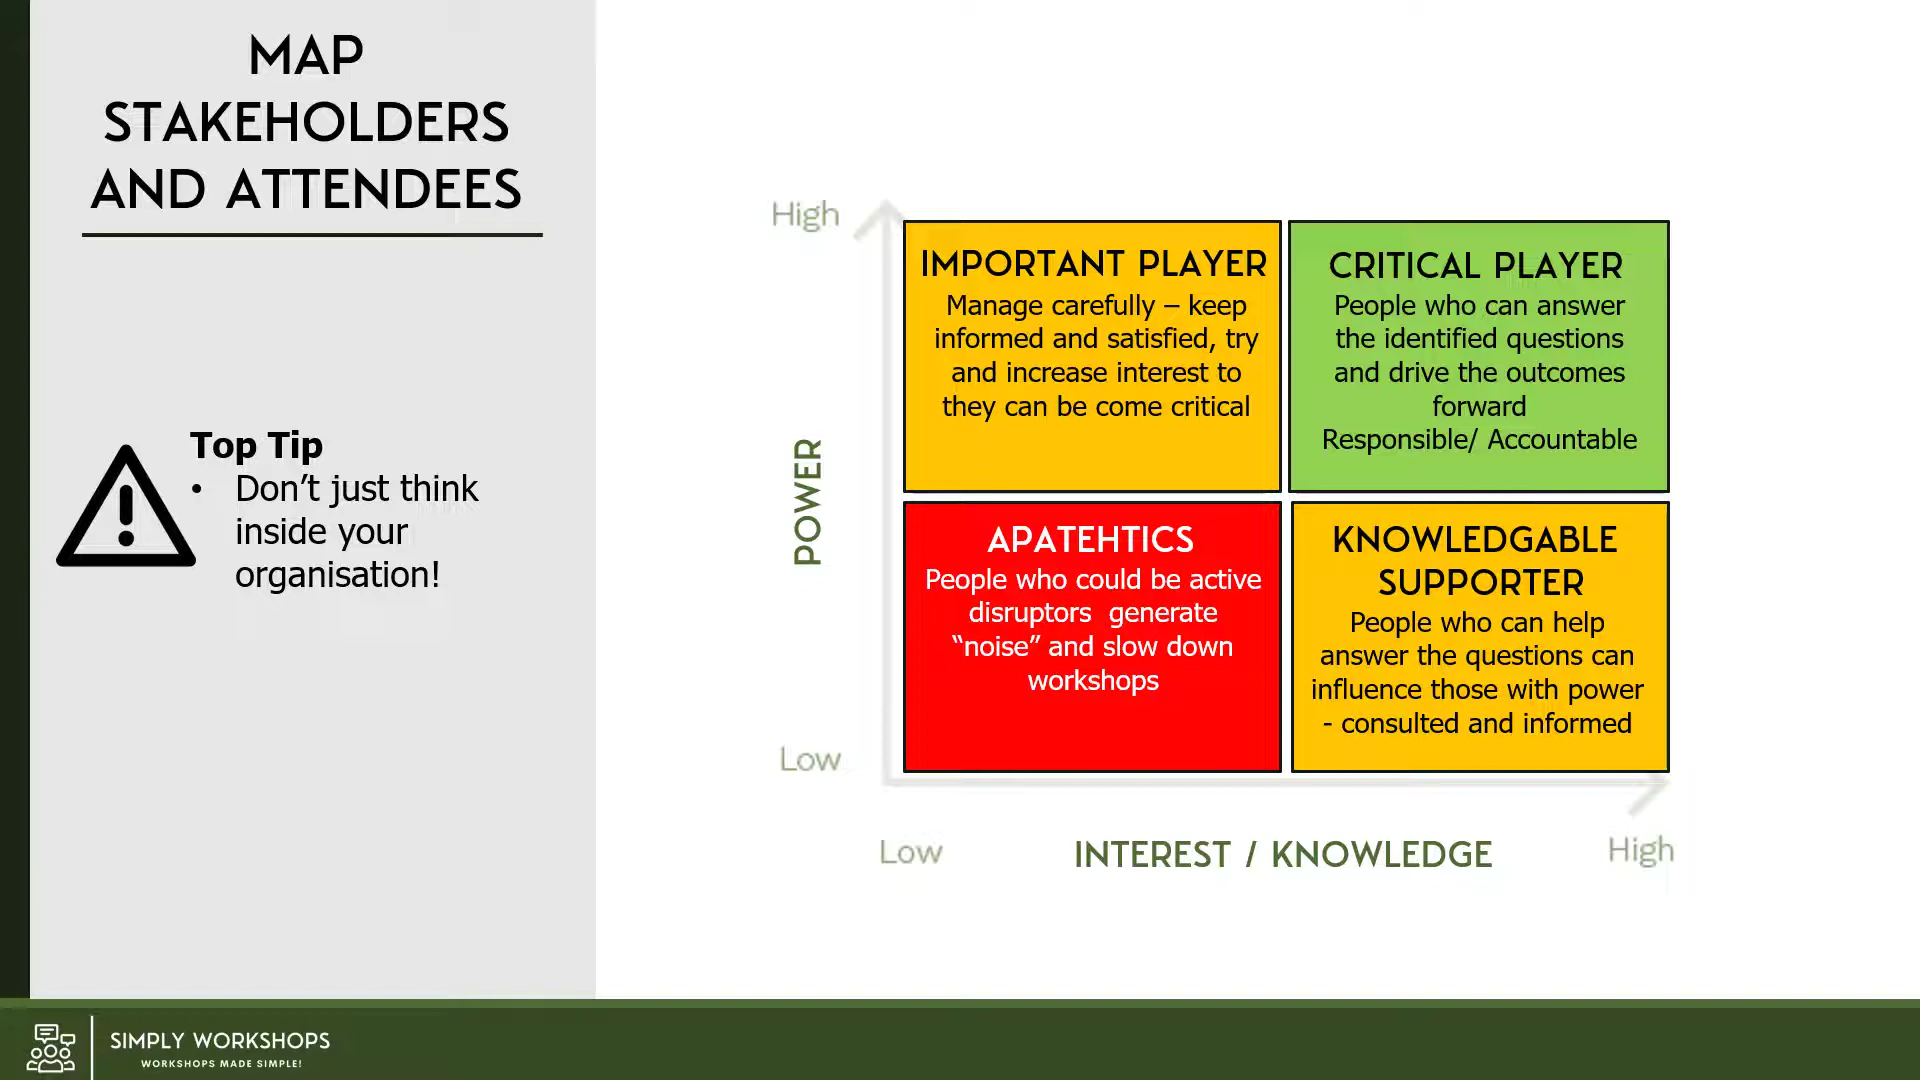 MAP
STAKEHOLDERS
AND ATTENDEES
Top Tip
• Don’t just think
inside your
organisation!
High
POWER
Low
IMPORTANT PLAYER
Manage carefully – keep
informed and satisfied, try
and increase interest to
they can be come critical
CRITICAL PLAYER
People who can answer
the identified questions
and drive the outcomes
forward
Responsible/ Accountable
APATEHTICS
People who could be active
disruptors  generate
“noise” and slow down
workshops
KNOWLEDGABLE
SUPPORTER
People who can help
answer the questions can
influence those with power
- consulted and informed
Low
INTEREST / KNOWLEDGE
High
SIMPLY WORKSHOPS
WORKSHOPS MADE SIMPLE!